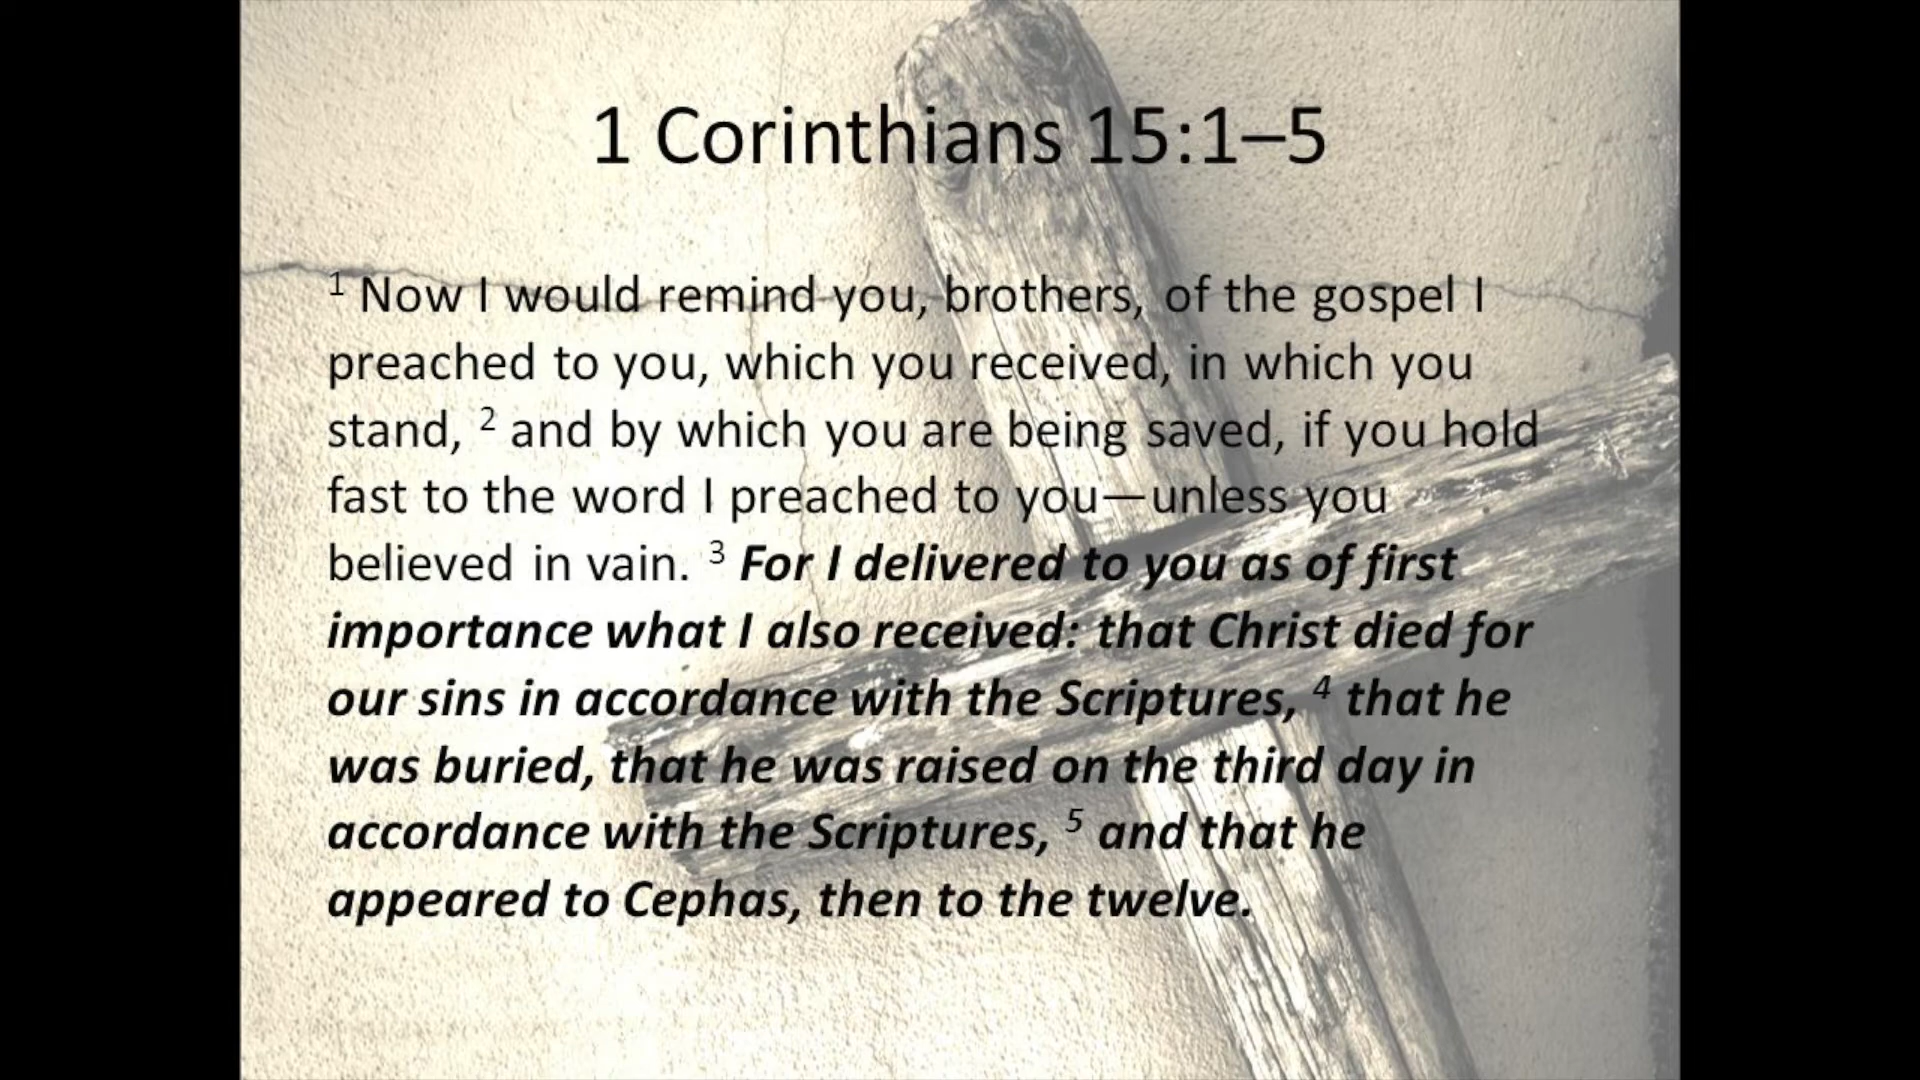 1 Corinthians 15:1–5
1 Now I would remind you, brothers, of the gospel I
preached to you, which you received, in which you
stand, 2 and by which you are being saved, if you hold
fast to the word I preached to you—unless you
believed in vain. 3 For I delivered to you as of first
importance what I also received: that Christ died for
our sins in accordance with the Scriptures, 4 that he
was buried, that he was raised on the third day in
accordance with the Scriptures, 5 and that he
appeared to Cephas, then to the twelve.